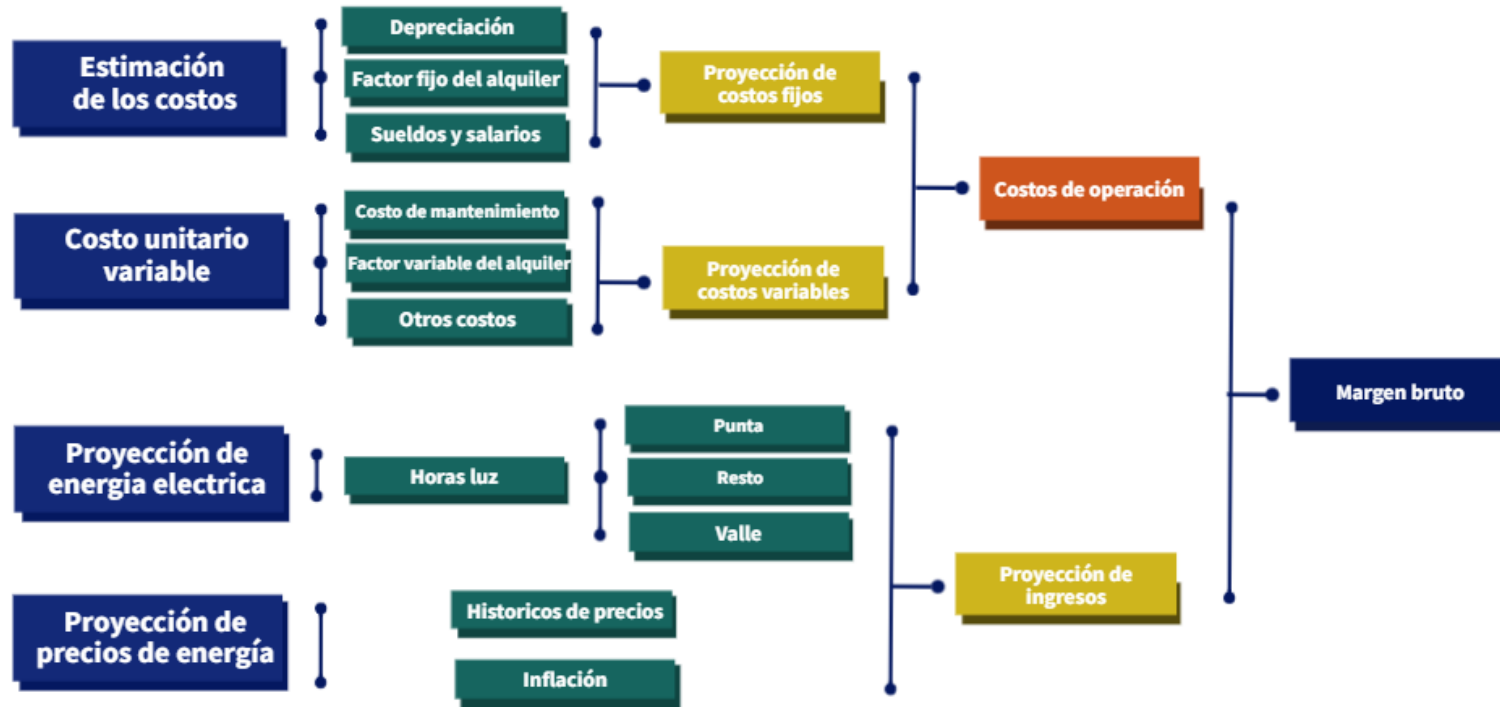 Estimación
de los costos
Depreciación
Factor fijo del alquiler
Sueldos y salarios
Proyección de
costos fijos
Costo unitario
variable
Costo de mantenimiento
Factor variable del alquiler
Otros costos
Proyección de
costos variables
Costos de operación
Proyección de
energia electrica
Horas luz
Punta
Resto
Valle
Proyección de
precios de energía
Historicos de precios
Inflación
Proyección de
ingresos
Margen bruto